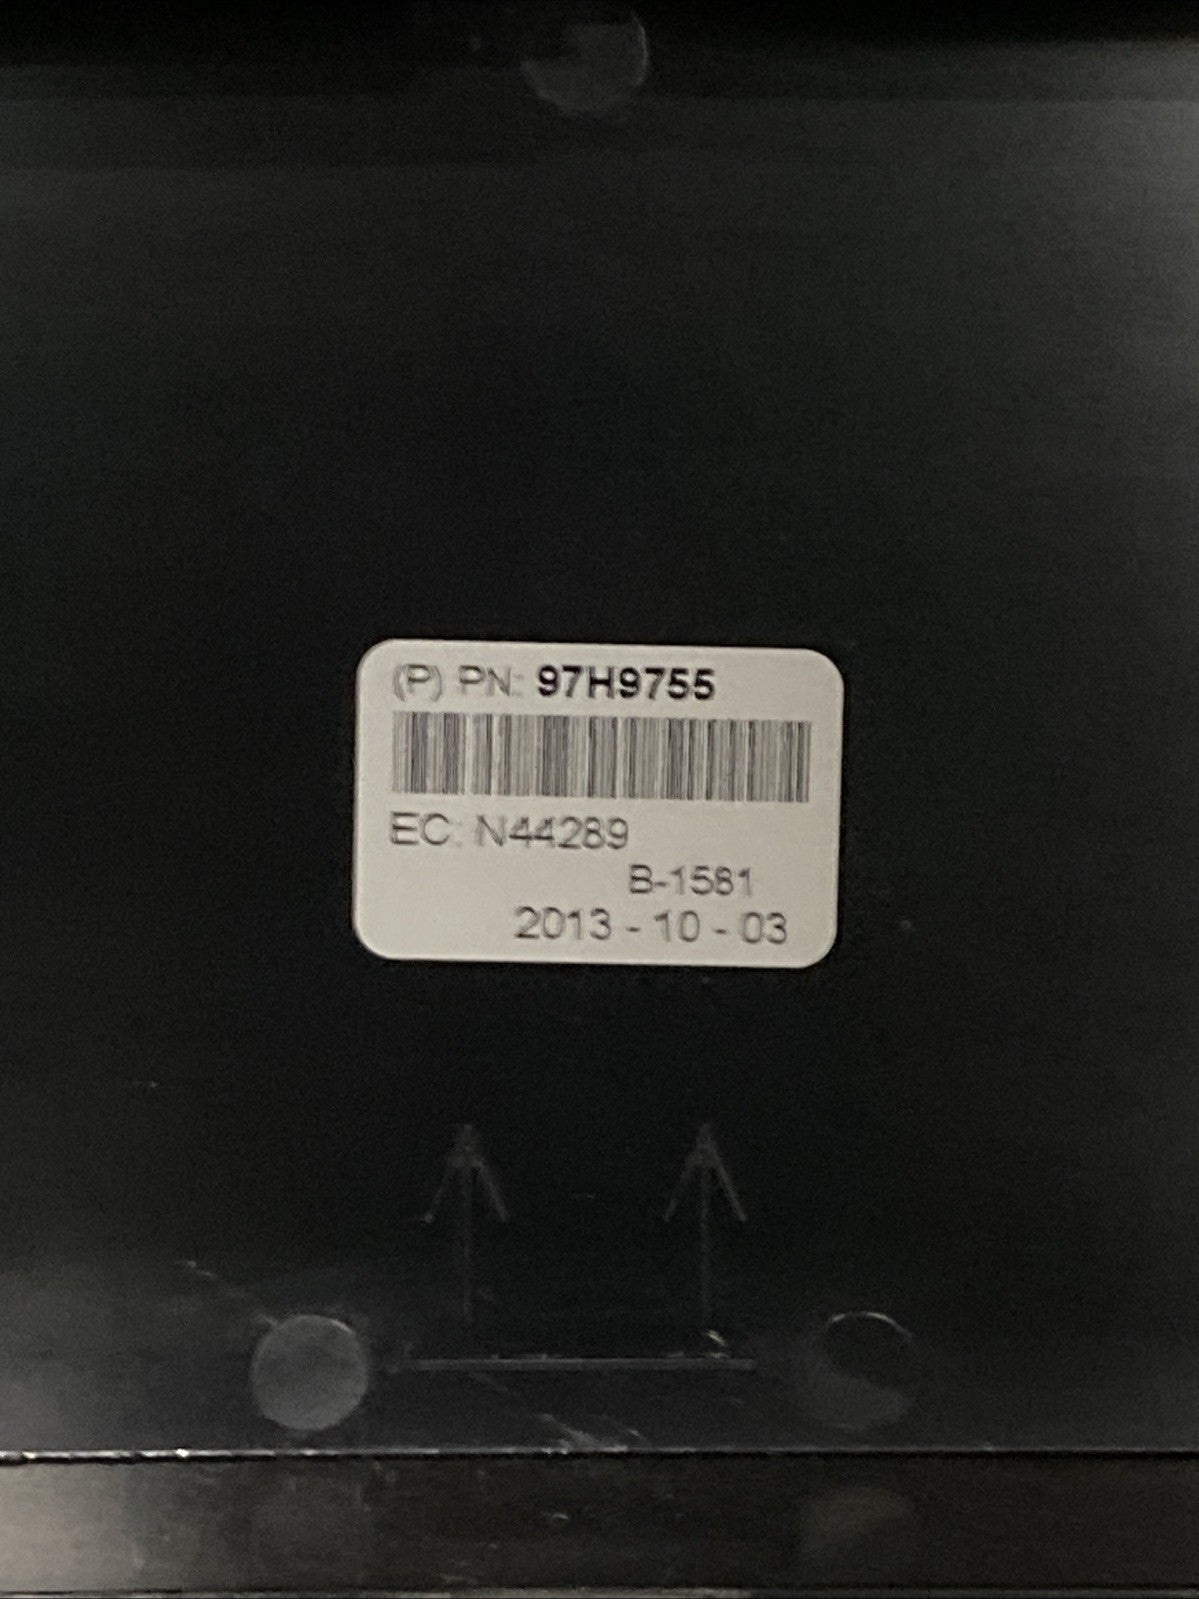 (P) PN: 97H9755
EC: N44289
B-1581
2013 - 10 - 03